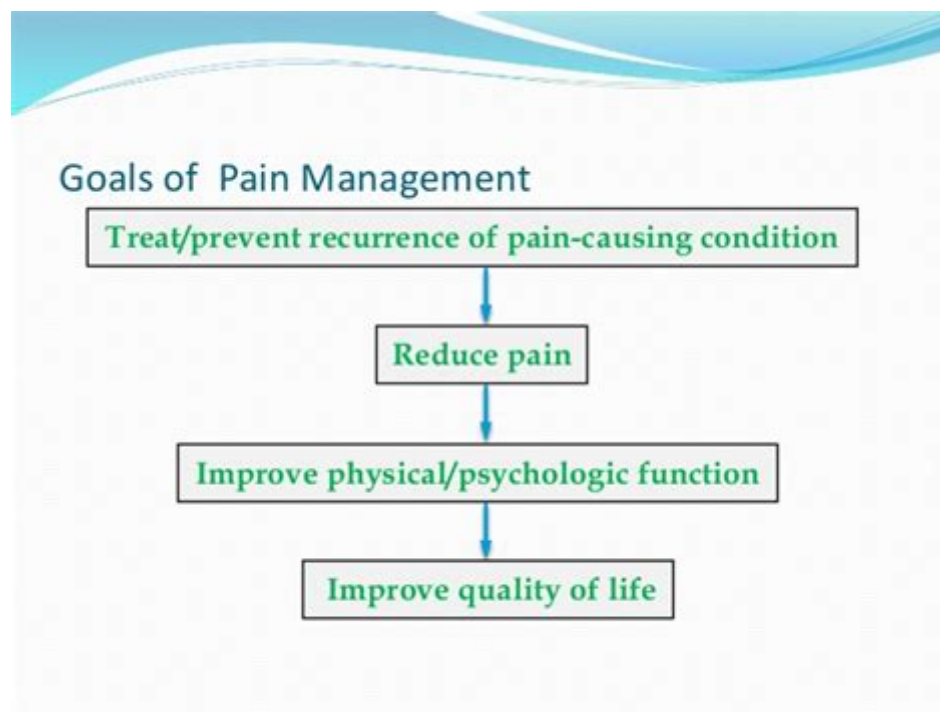 Goals of Pain Management
Treat/prevent recurrence of pain-causing condition
Reduce pain
Improve physical/psychologic function
Improve quality of life